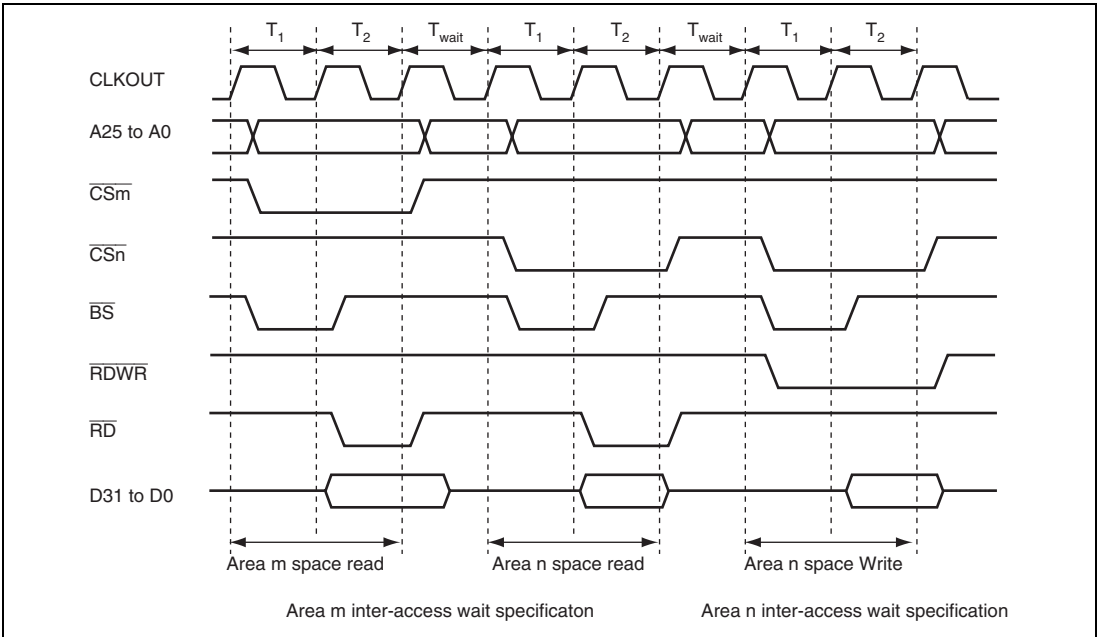 T1 T2 Twait T1 T2 Twait T1 T2
CLKOUT
A25 to A0
CSm
CSn
BS
RDWR
RD
D31 to D0
Area m space read Area n space read Area n space Write
Area m inter-access wait specificaton Area n inter-access wait specification